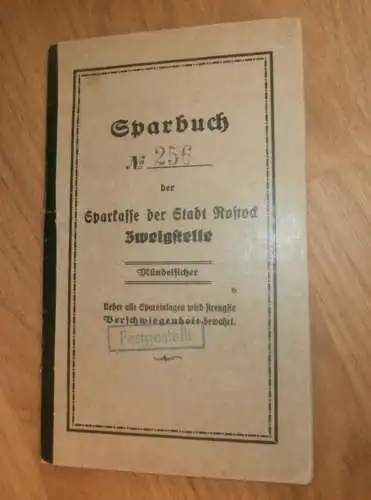 Sparbuch
№ 256
der
Sparkasse der Stadt Rostock
Zweigstelle
Mündelsicher
Ueber alle Spareinlagen wird strengste
Verschwiegenheit bewahrt.
Festgestellt